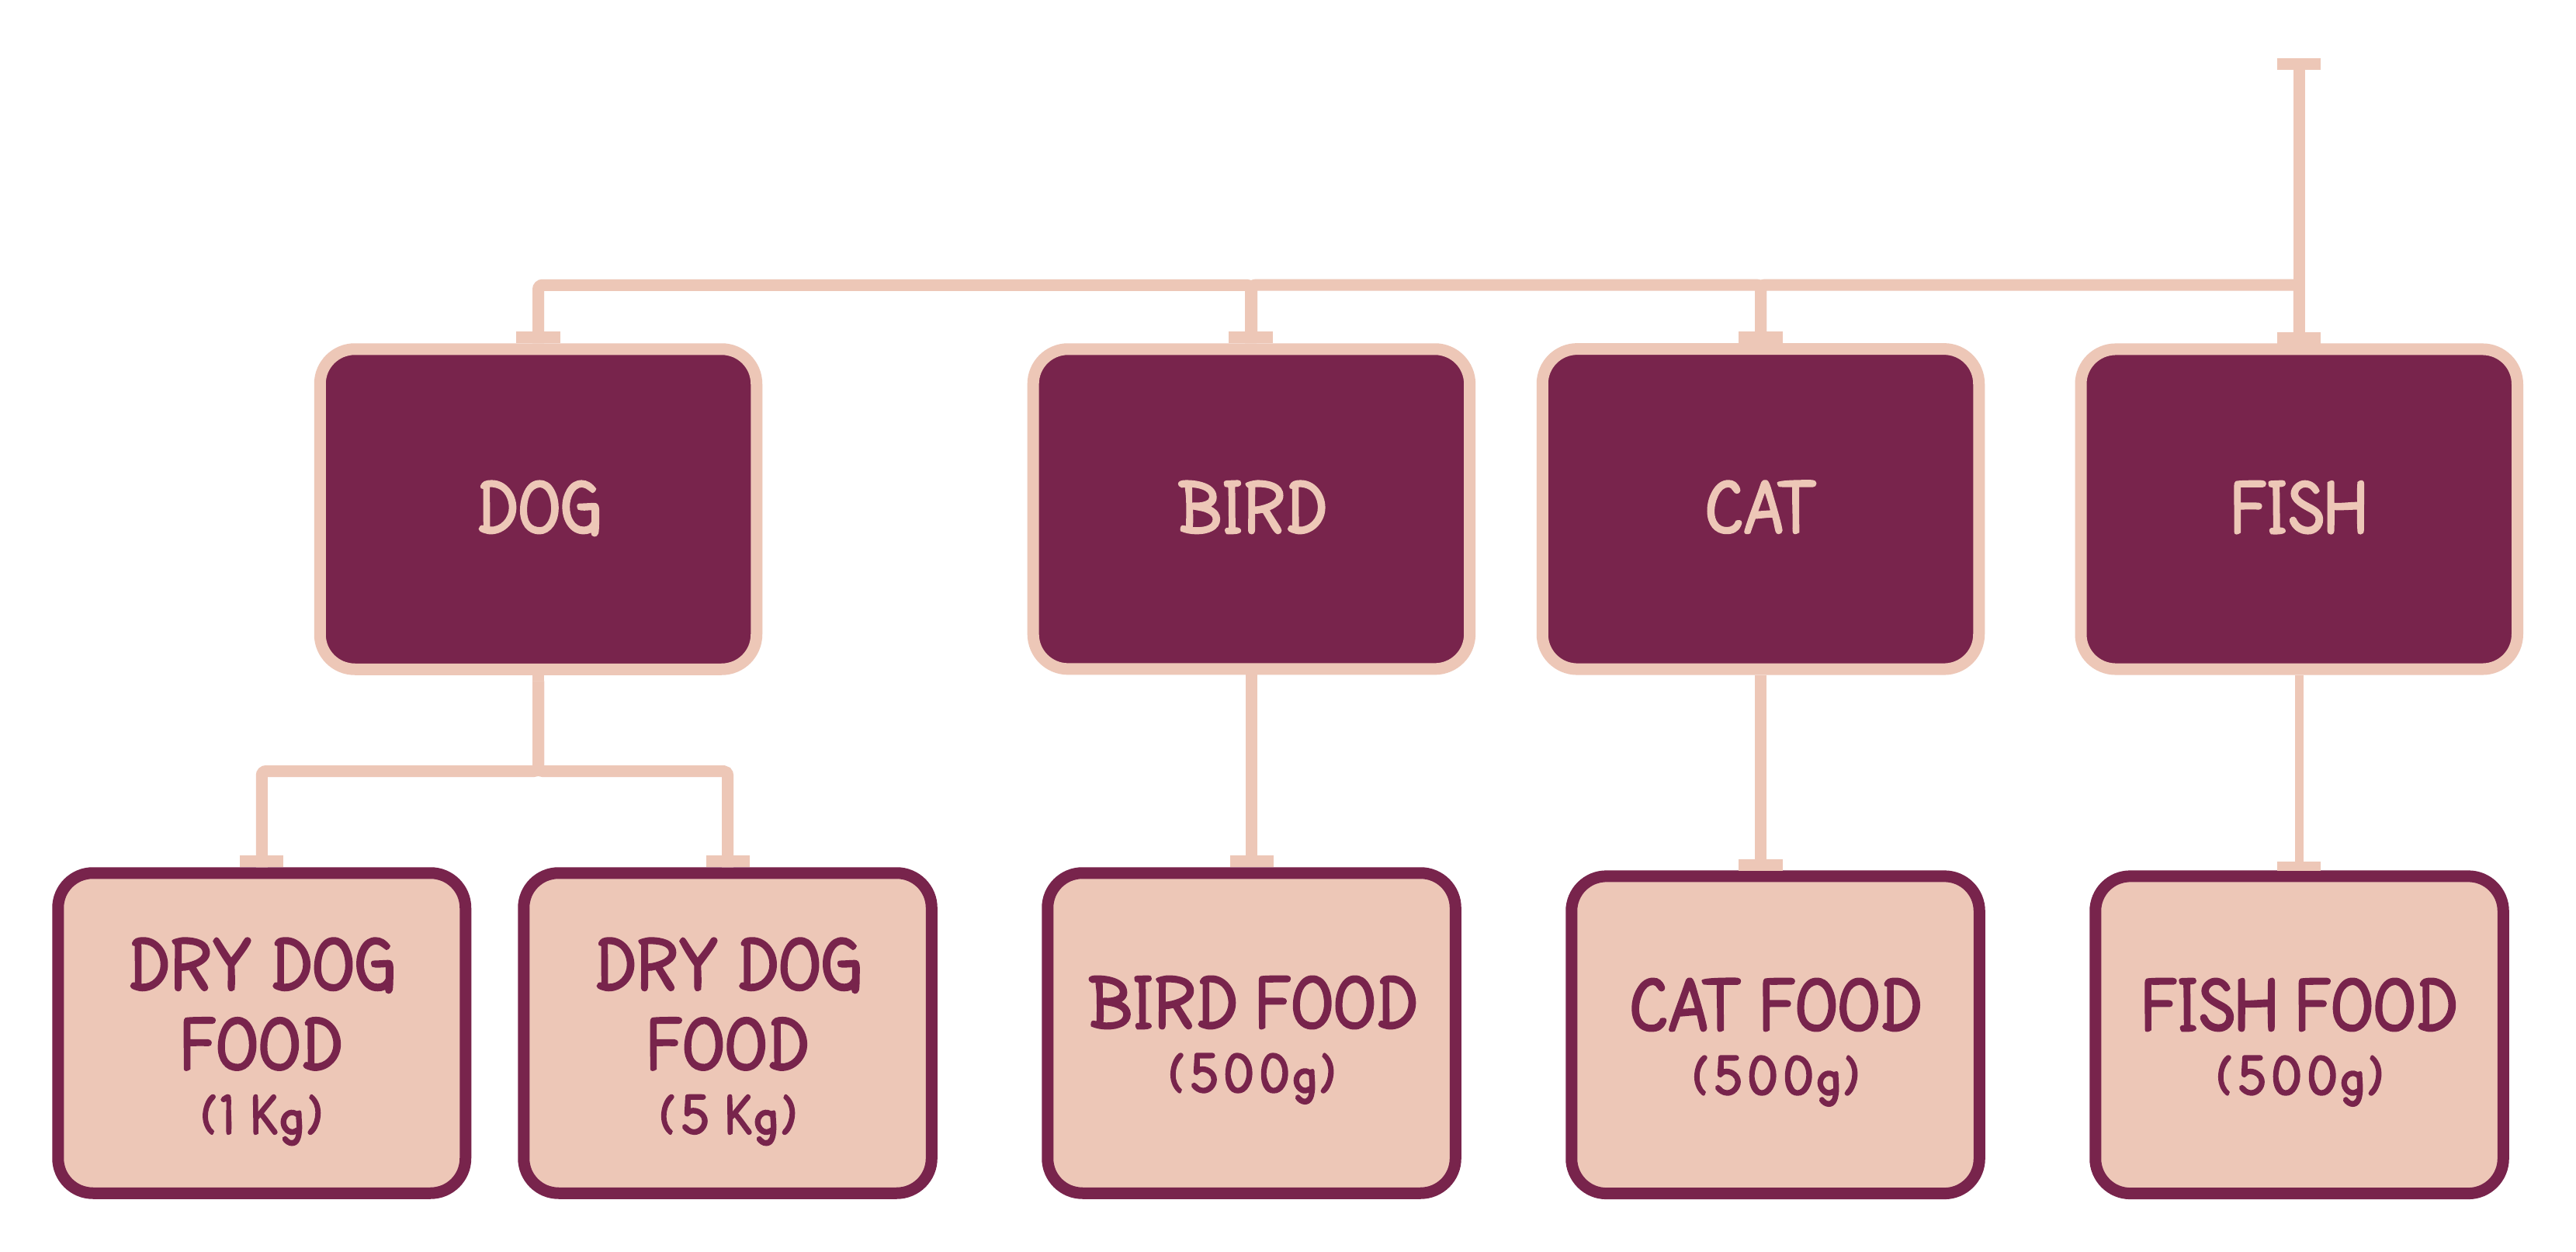 DOG
BIRD
CAT
FISH
DRY DOG
FOOD
(1 Kg)
DRY DOG
FOOD
(5 Kg)
BIRD FOOD
(500g)
CAT FOOD
(500g)
FISH FOOD
(500g)